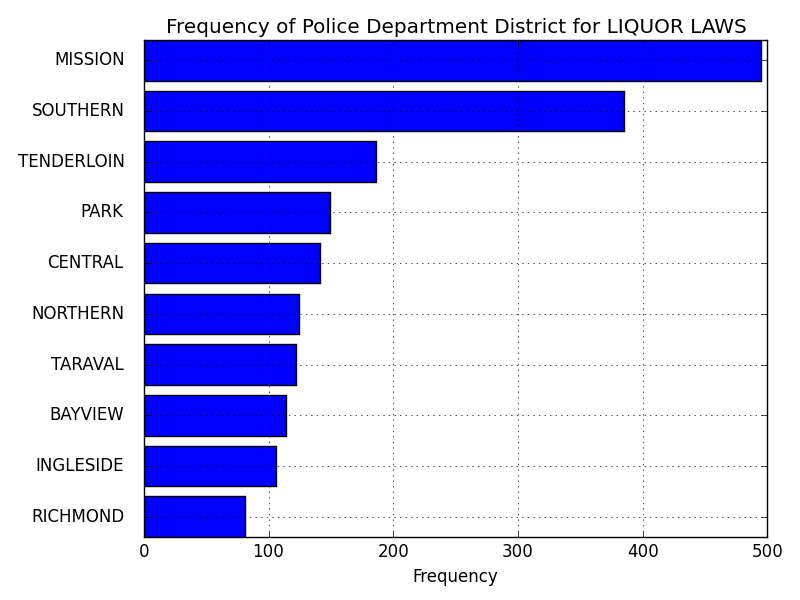 Frequency of Police Department District for LIQUOR LAWS
MISSION
SOUTHERN
TENDERLOIN
PARK
CENTRAL
NORTHERN
TARAVAL
BAYVIEW
INGLESIDE
RICHMOND
0 100 200 300 400 500
Frequency